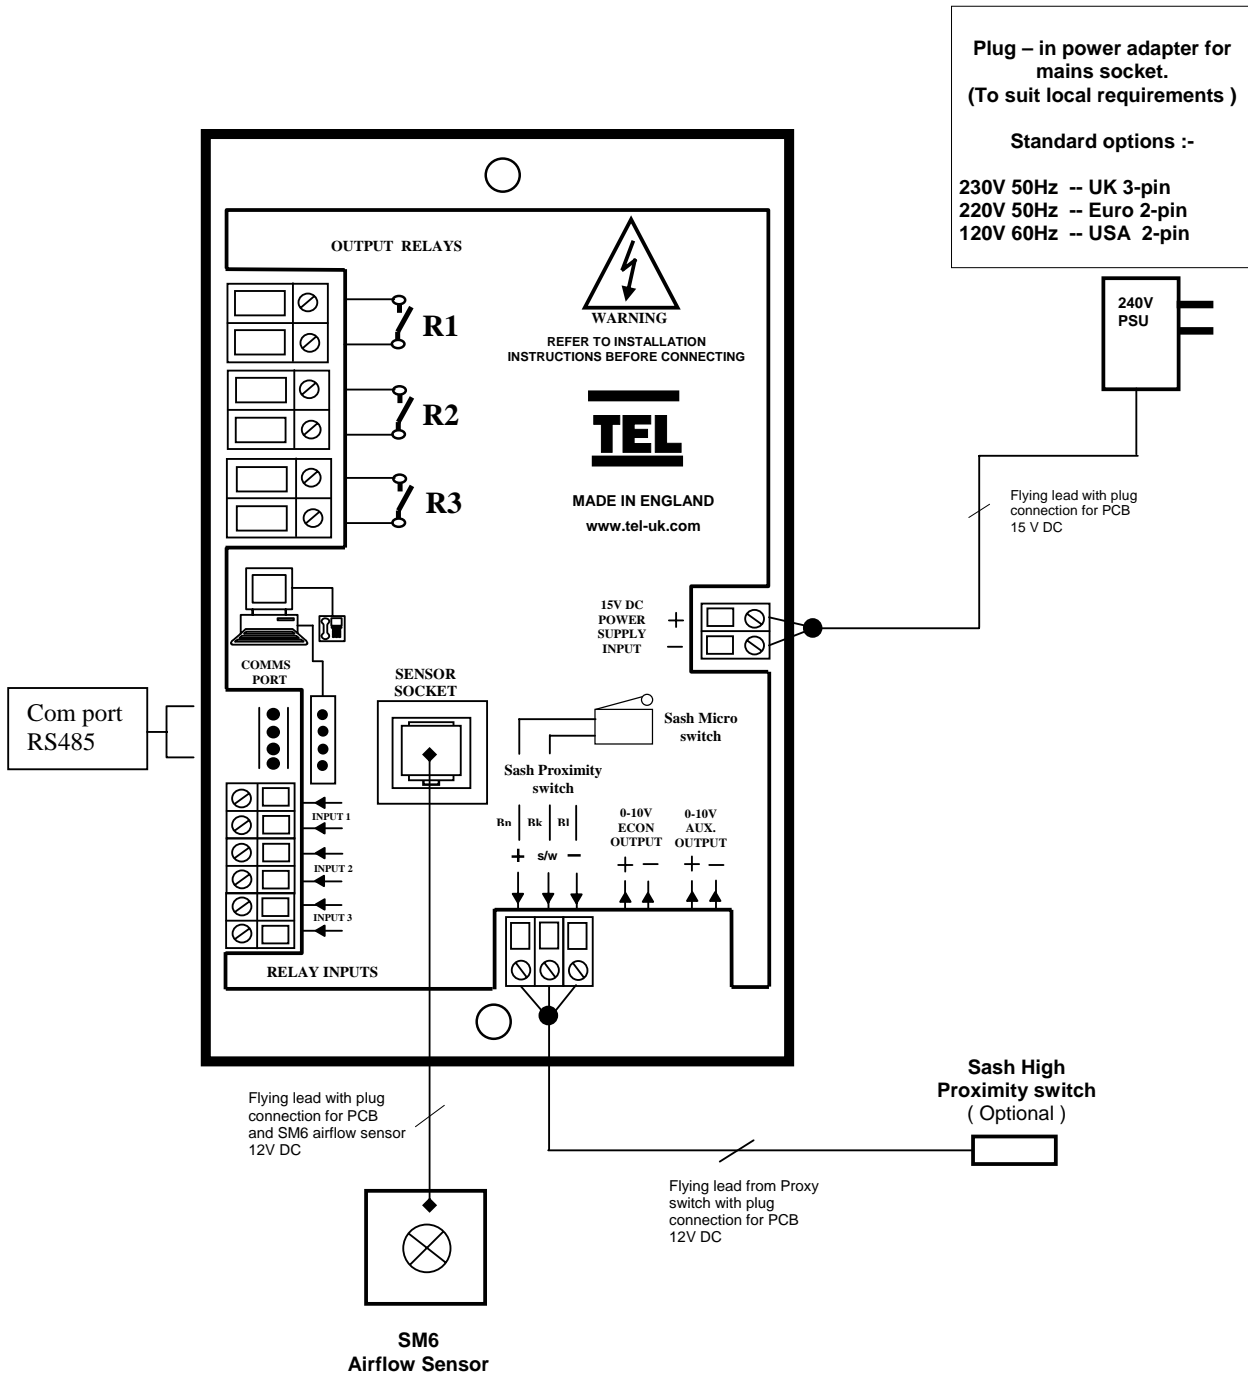 Plug – in power adapter for
mains socket.
(To suit local requirements )
Standard options :-
230V 50Hz -- UK 3-pin
220V 50Hz -- Euro 2-pin
120V 60Hz -- USA 2-pin
240V
PSU
Flying lead with plug
connection for PCB
15 V DC
OUTPUT RELAYS
R1
R2
R3
WARNING
REFER TO INSTALLATION
INSTRUCTIONS BEFORE CONNECTING
TEL
MADE IN ENGLAND
www.tel-uk.com
15V DC
POWER
SUPPLY
INPUT
+
−
COMMS
PORT
Com port
RS485
SENSOR
SOCKET
Sash Micro
switch
Sash Proximity
switch
Bn Bk Bl
+ s/w −
0-10V
ECON
OUTPUT
+ −
0-10V
AUX.
OUTPUT
+ −
INPUT 1
INPUT 2
INPUT 3
RELAY INPUTS
Flying lead with plug
connection for PCB
and SM6 airflow sensor
12V DC
SM6
Airflow Sensor
Sash High
Proximity switch
( Optional )
Flying lead from Proxy
switch with plug
connection for PCB
12V DC